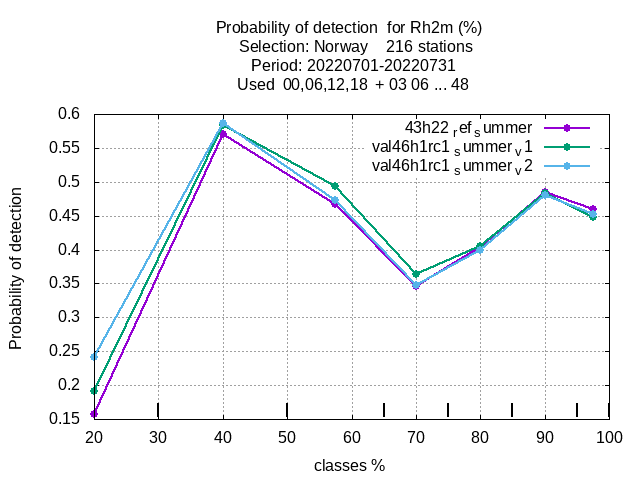 Probability of detection  for Rh2m (%)
Selection: Norway    216 stations
Period: 20220701-20220731
Used  00,06,12,18  + 03 06 ... 48
0.6
0.55
0.5
0.45
0.4
0.35
0.3
0.25
0.2
0.15
Probability of detection
43h22 ref summer
val46h1rc1 summer v1
val46h1rc1 summer v2
20 30 40 50 60 70 80 90 100
classes %